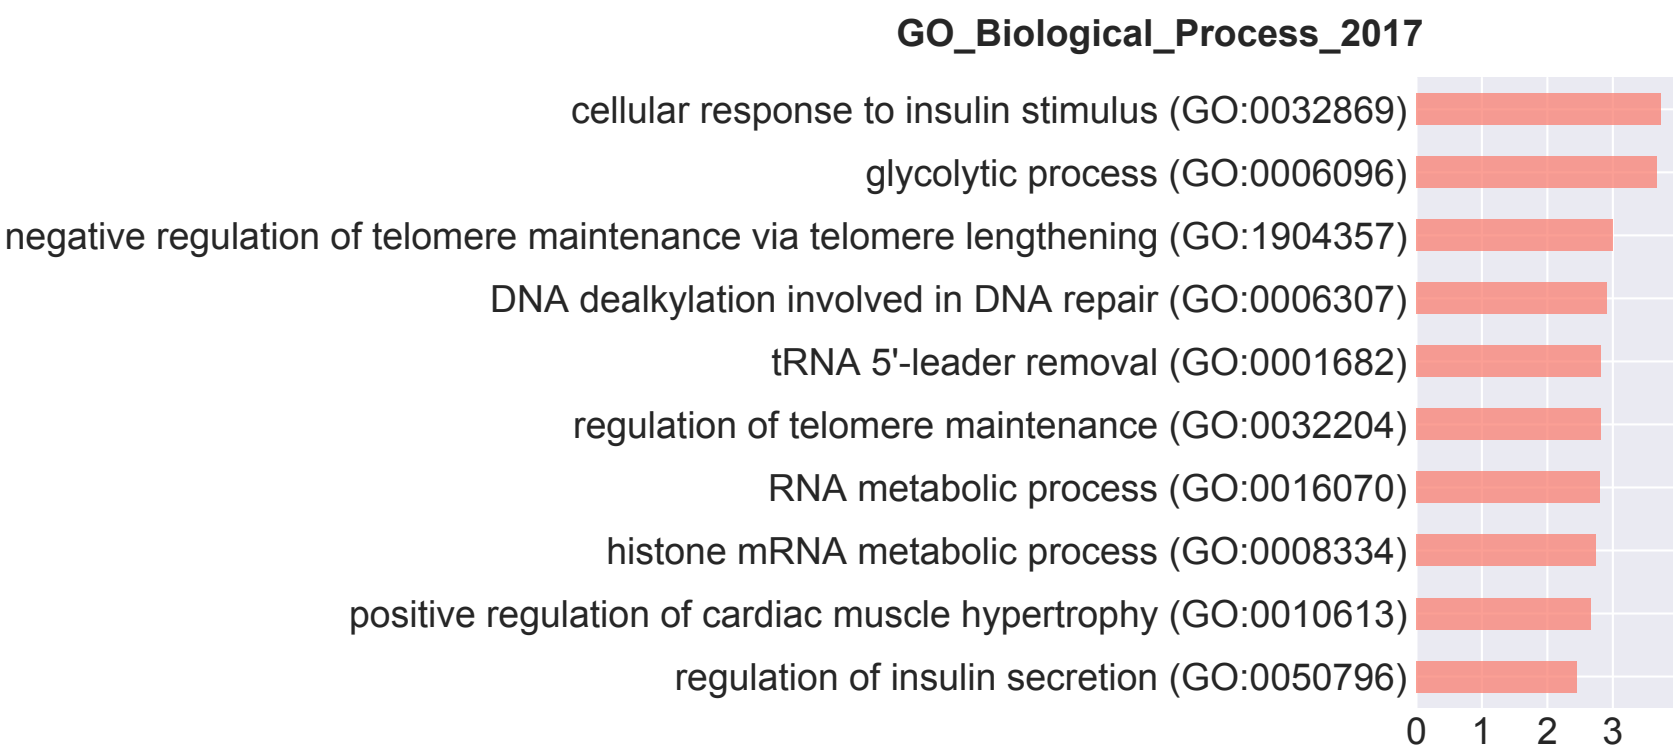 GO_Biological_Process_2017
cellular response to insulin stimulus (GO:0032869)
glycolytic process (GO:0006096)
negative regulation of telomere maintenance via telomere lengthening (GO:1904357)
DNA dealkylation involved in DNA repair (GO:0006307)
tRNA 5'-leader removal (GO:0001682)
regulation of telomere maintenance (GO:0032204)
RNA metabolic process (GO:0016070)
histone mRNA metabolic process (GO:0008334)
positive regulation of cardiac muscle hypertrophy (GO:0010613)
regulation of insulin secretion (GO:0050796)
0 1 2 3